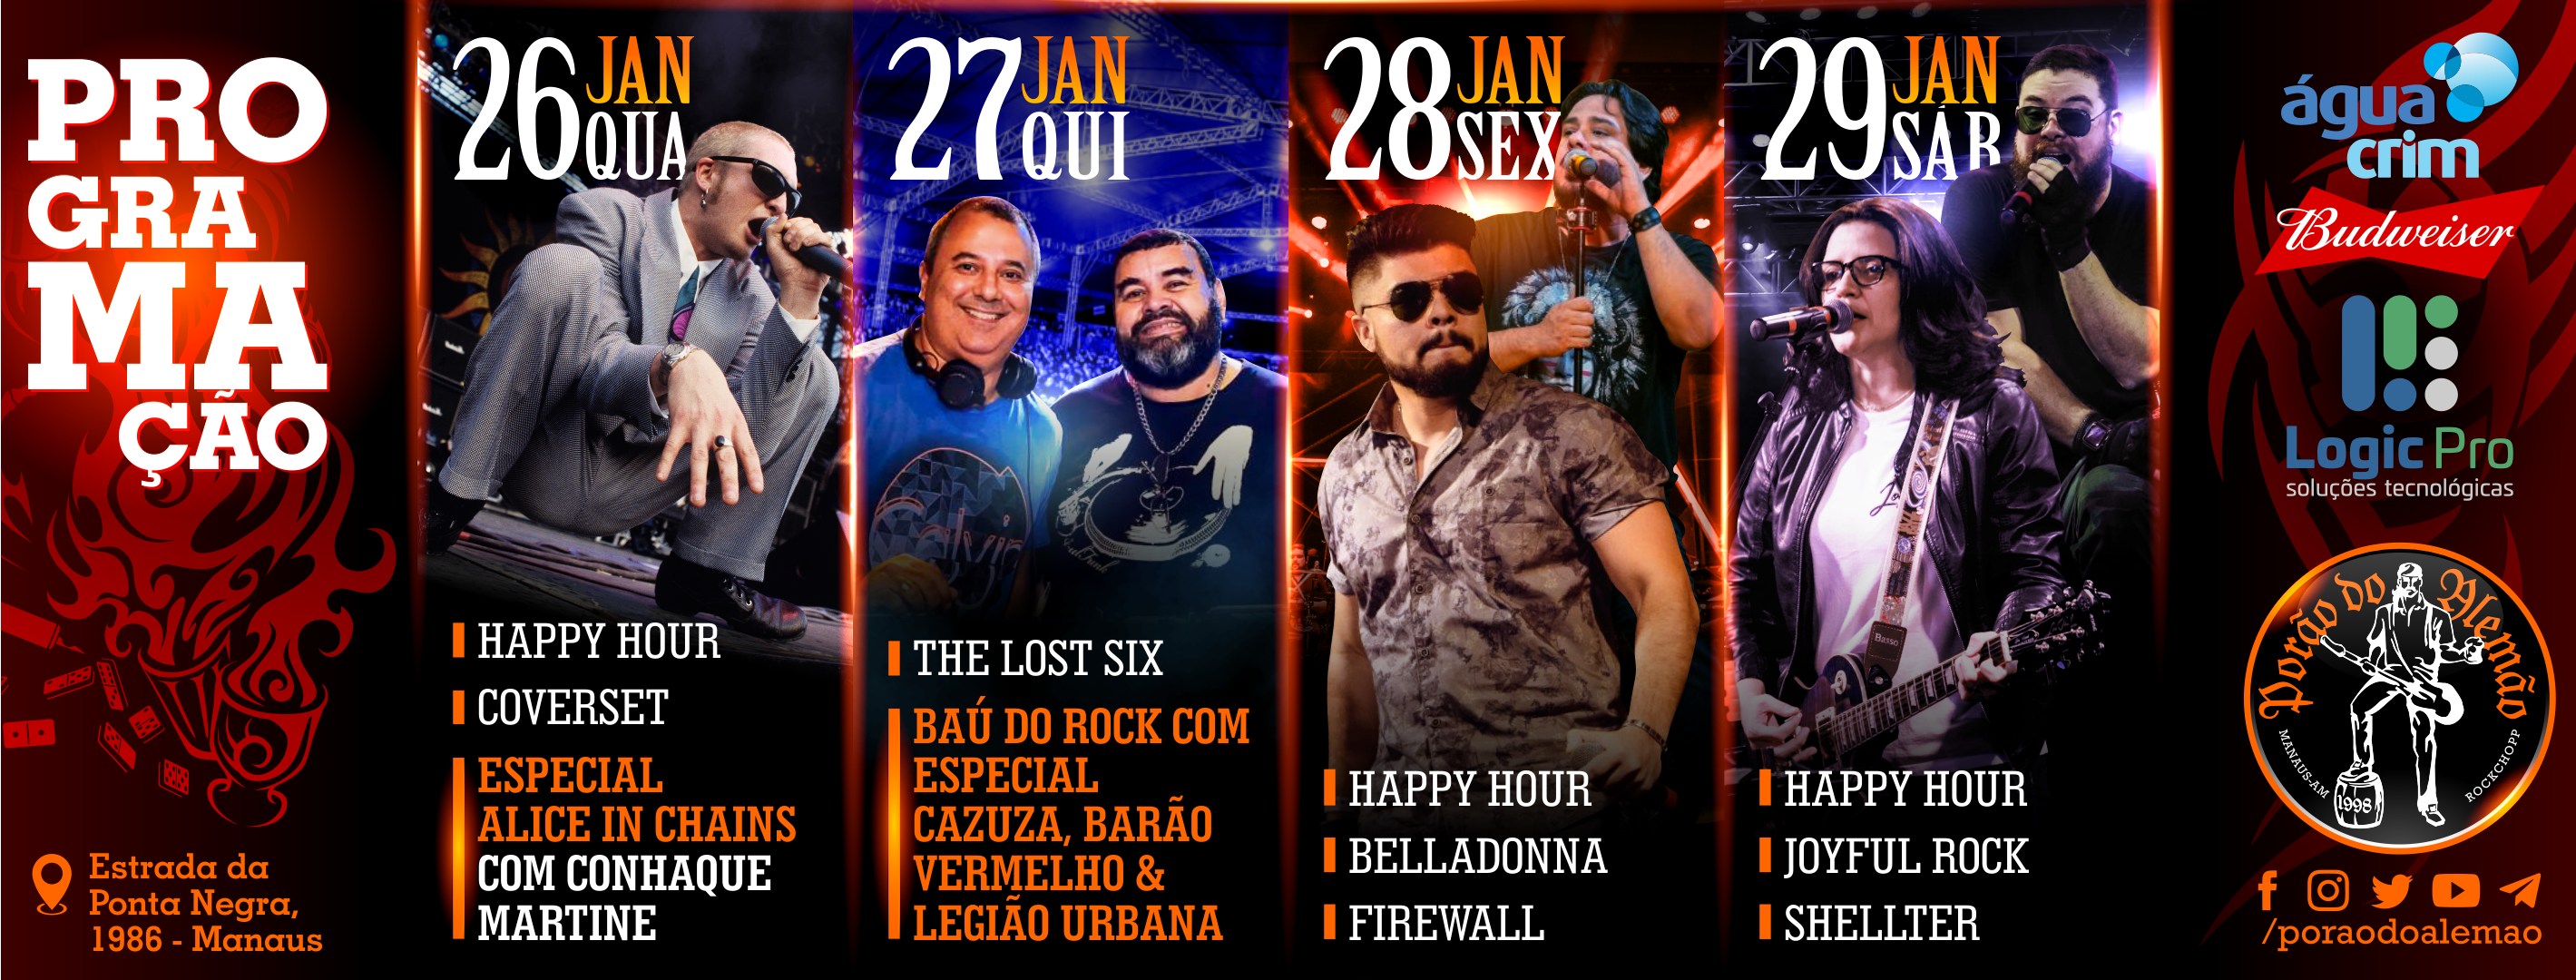 PRO
GRA
MA
ÇÃO
Estrada da
Ponta Negra,
1986 - Manaus
26 JAN
QUA
HAPPY HOUR
COVERSET
ESPECIAL
ALICE IN CHAINS
COM CONHAQUE
MARTINE
27 JAN
QUI
Calvin
THE LOST SIX
BAÚ DO ROCK COM
ESPECIAL
CAZUZA, BARÃO
VERMELHO &
LEGIÃO URBANA
28 JAN
SEX
HAPPY HOUR
BELLADONNA
FIREWALL
29 JAN
SÁB
Basso
HAPPY HOUR
JOYFUL ROCK
SHELLTER
água
crim
Budweiser
Logic Pro
soluções tecnológicas
Porão do Alemão
MANAUS-AM
1998
ROCKCHOPP
/poraodoalemao